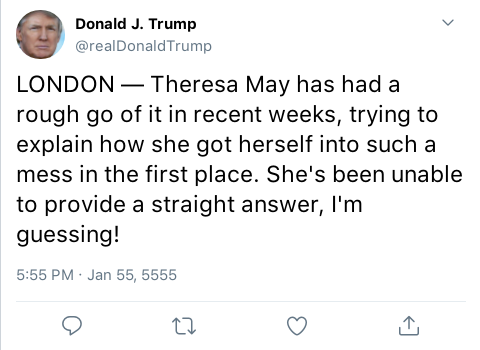 Donald J. Trump
@realDonaldTrump
LONDON — Theresa May has had a
rough go of it in recent weeks, trying to
explain how she got herself into such a
mess in the first place. She's been unable
to provide a straight answer, I'm
guessing!
5:55 PM · Jan 55, 5555